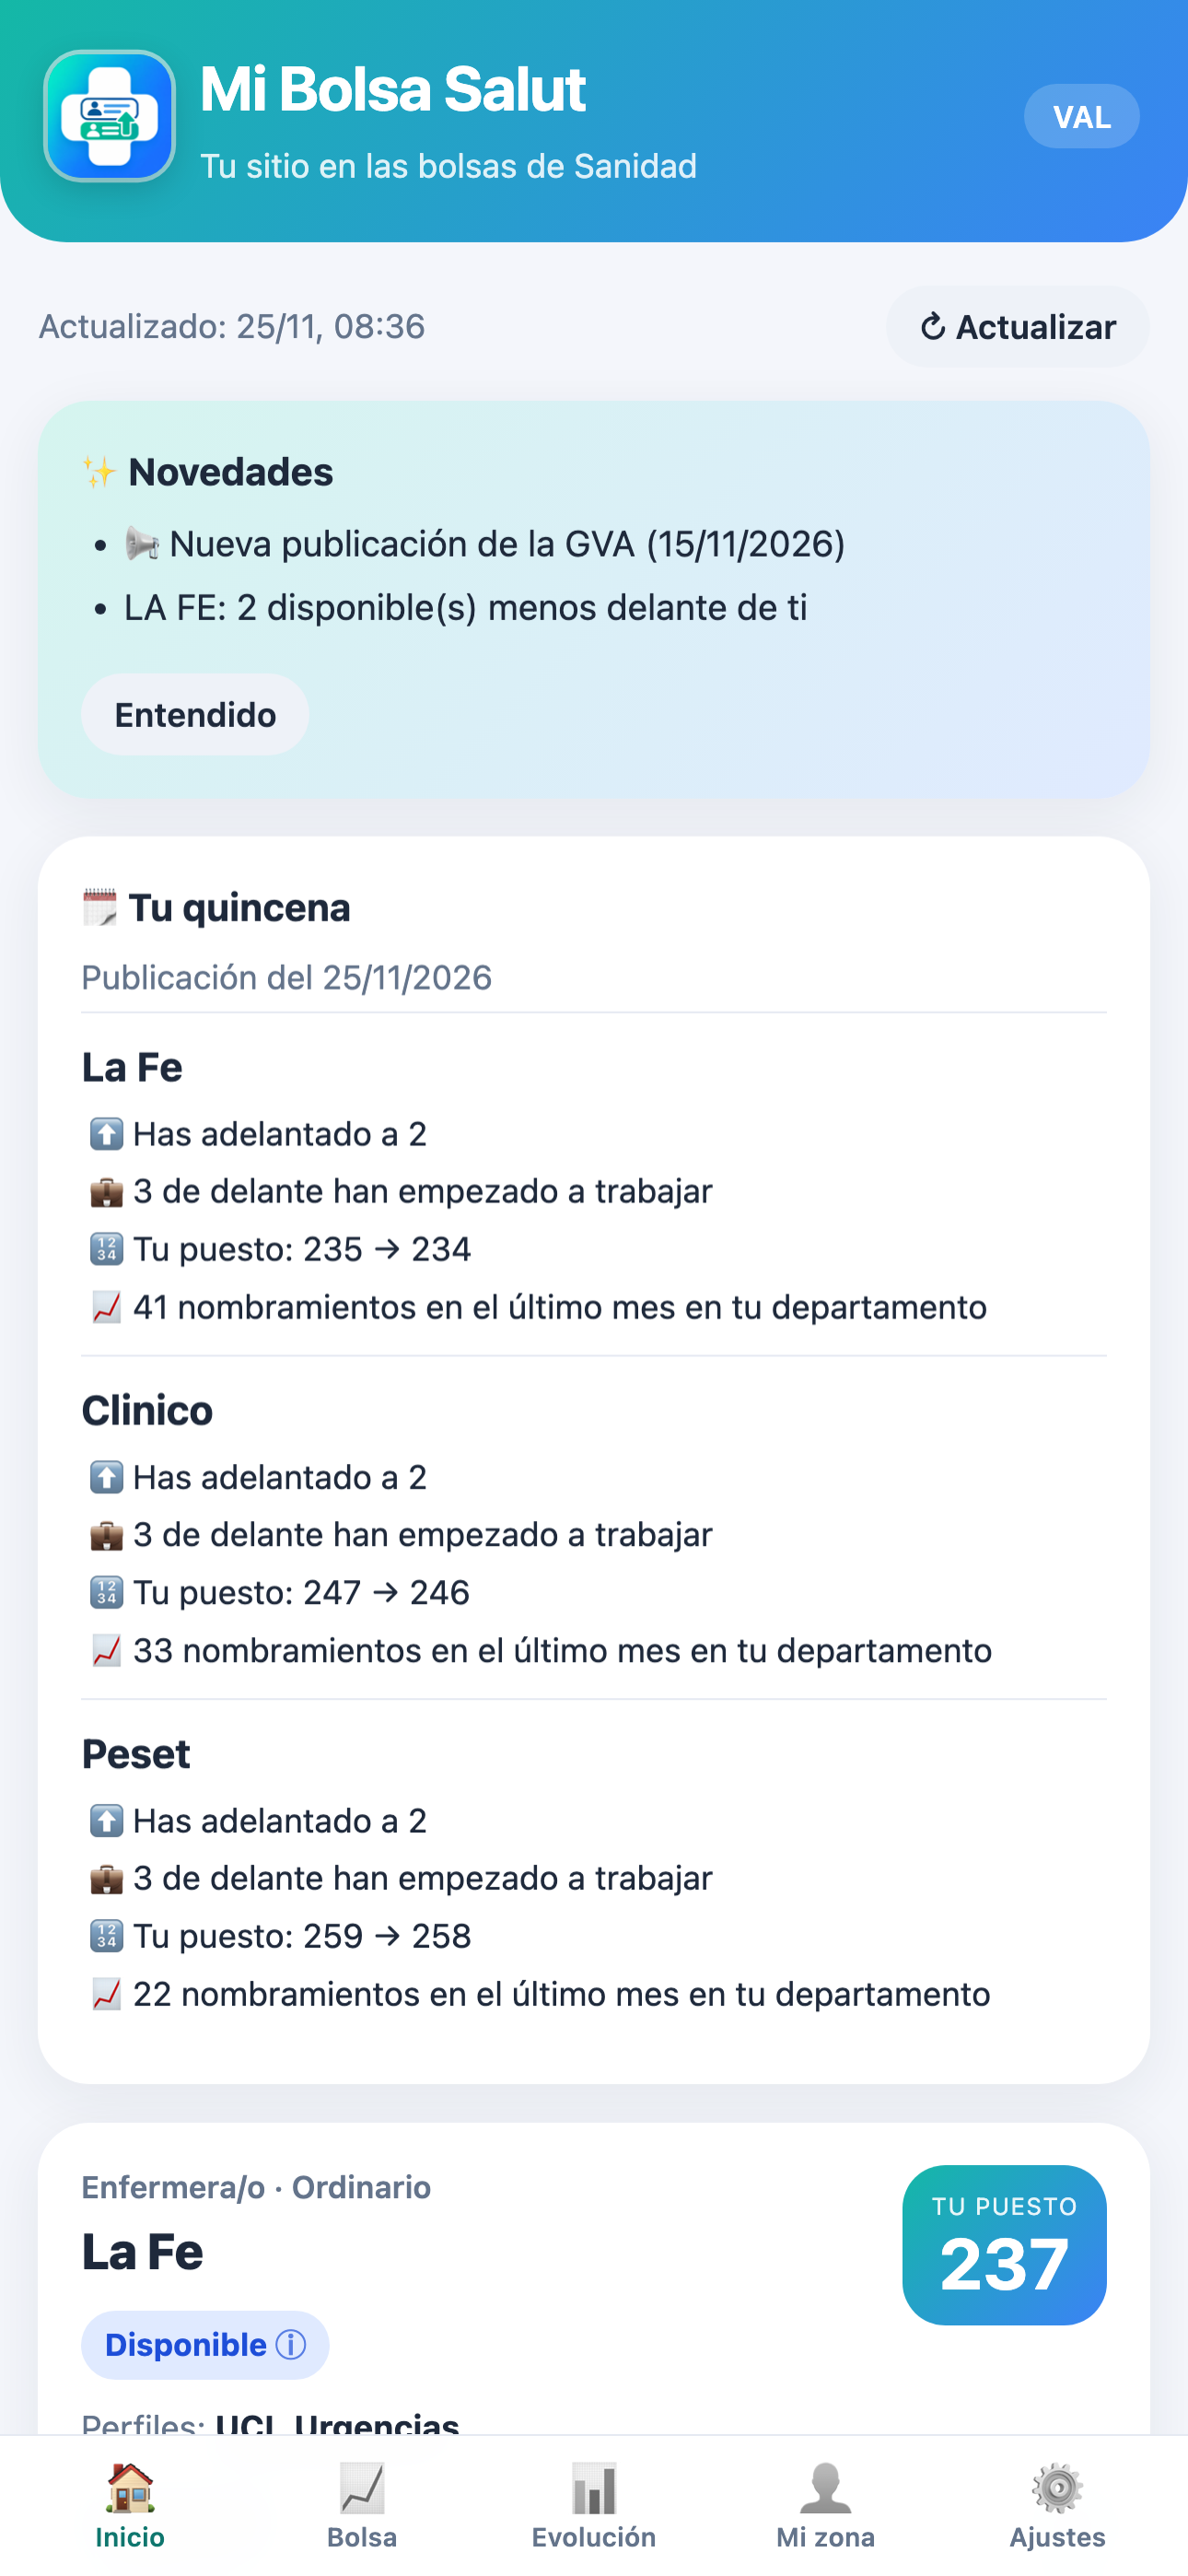 Mi Bolsa Salut
Tu sitio en las bolsas de Sanidad
VAL
Actualizado: 25/11, 08:36
↻ Actualizar
✨ Novedades
• 📢 Nueva publicación de la GVA (15/11/2026)
• LA FE: 2 disponible(s) menos delante de ti
Entendido
🗓️ Tu quincena
Publicación del 25/11/2026
La Fe
⬆️ Has adelantado a 2
💼 3 de delante han empezado a trabajar
🔢 Tu puesto: 235 → 234
📈 41 nombramientos en el último mes en tu departamento
Clinico
⬆️ Has adelantado a 2
💼 3 de delante han empezado a trabajar
🔢 Tu puesto: 247 → 246
📈 33 nombramientos en el último mes en tu departamento
Peset
⬆️ Has adelantado a 2
💼 3 de delante han empezado a trabajar
🔢 Tu puesto: 259 → 258
📈 22 nombramientos en el último mes en tu departamento
Enfermera/o · Ordinario
La Fe
TU PUESTO
237
Disponible ⓘ
Perfiles: UCI, Urgencias
Inicio
Bolsa
Evolución
Mi zona
Ajustes